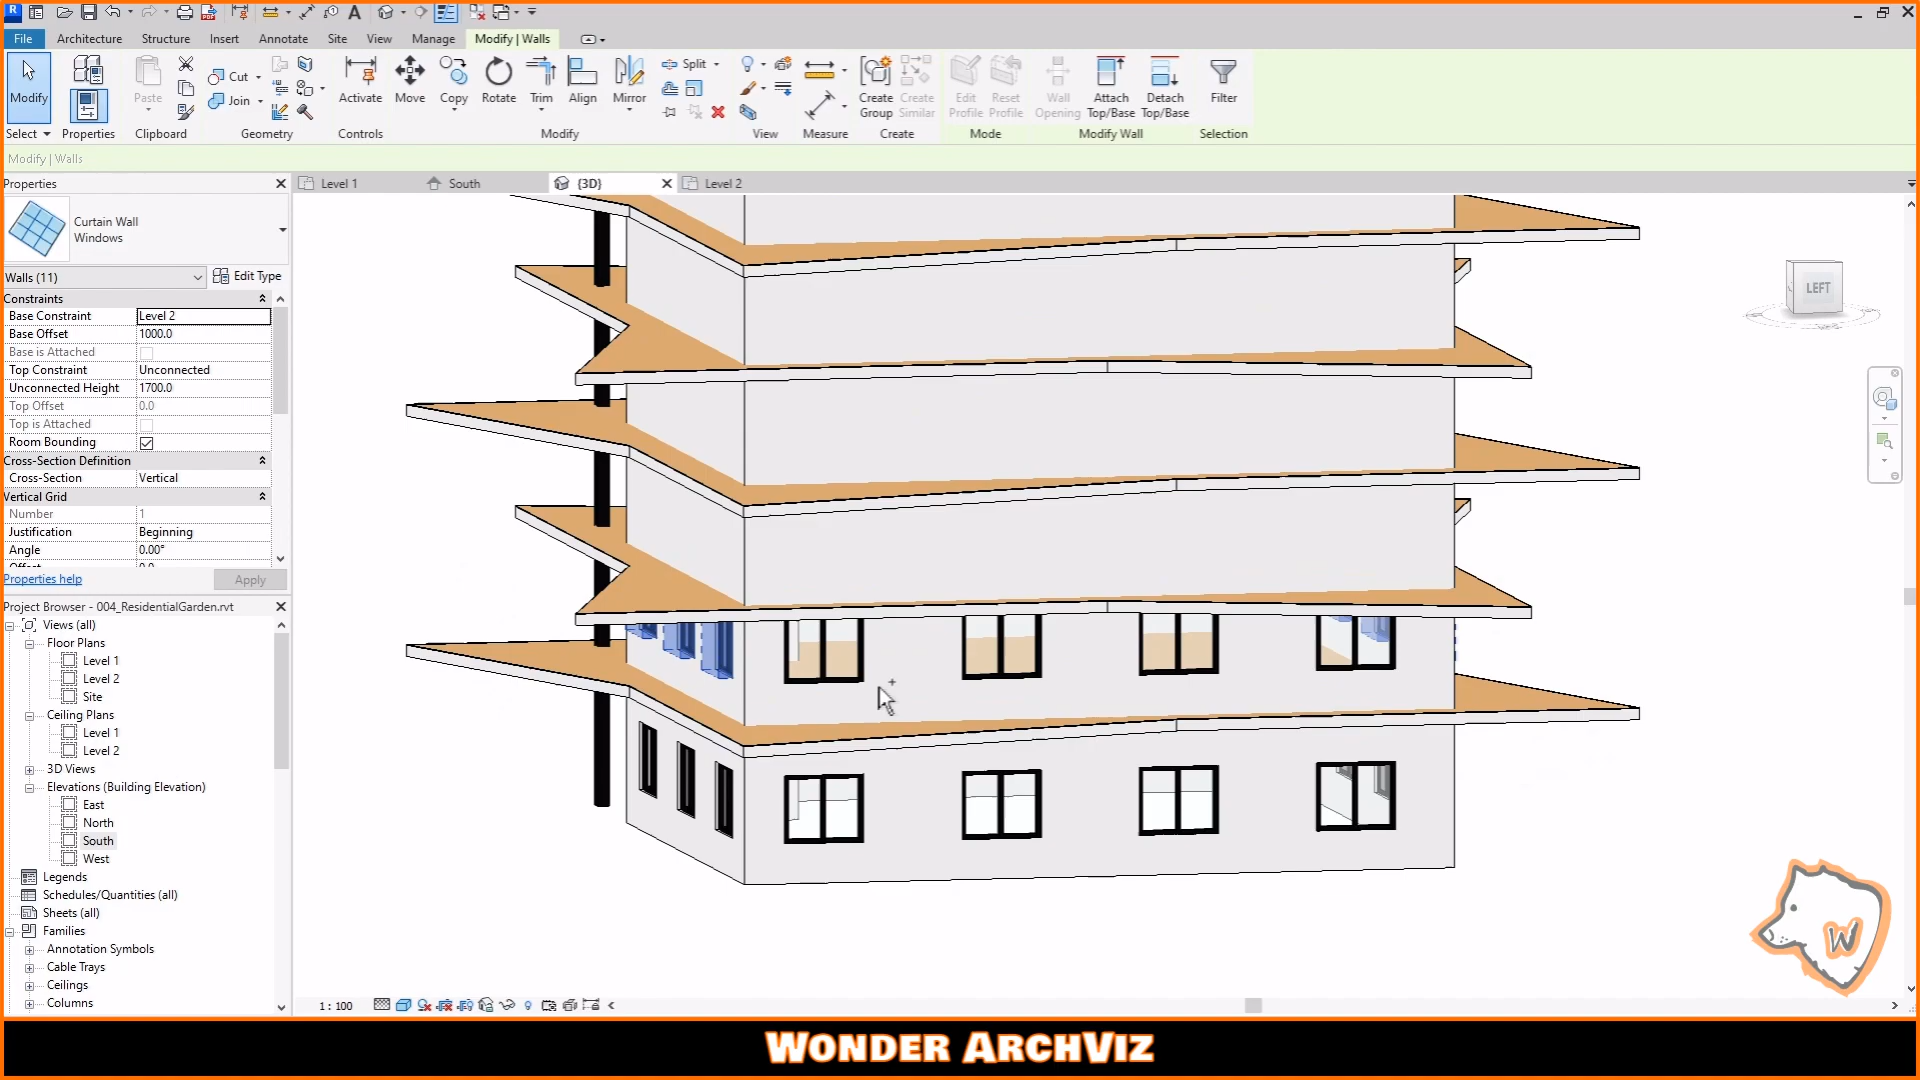 R
File Architecture Structure Insert Annotate Site View Manage Modify | Walls
Modify Paste Cut Join Activate Move Copy Rotate Trim Align Mirror Split Create Group Create Similar Edit Profile Reset Profile Wall Opening Attach Top/Base Detach Top/Base Filter
Select Properties Clipboard Geometry Controls Modify View Measure Create Mode Modify Wall Selection
Modify | Walls
Properties
Level 1 South {3D} Level 2
Curtain Wall
Windows
Walls (11) Edit Type
Constraints
Base Constraint Level 2
Base Offset 1000.0
Base is Attached
Top Constraint Unconnected
Unconnected Height 1700.0
Top Offset 0.0
Top is Attached
Room Bounding
Cross-Section Definition
Cross-Section Vertical
Vertical Grid
Number 1
Justification Beginning
Angle 0.00°
Offset 0.0
Properties help Apply
Project Browser - 004_ResidentialGarden.rvt
Views (all)
Floor Plans
Level 1
Level 2
Site
Ceiling Plans
Level 1
Level 2
3D Views
Elevations (Building Elevation)
East
North
South
West
Legends
Schedules/Quantities (all)
Sheets (all)
Families
Annotation Symbols
Cable Trays
Ceilings
Columns
LEFT
W
1 : 100
WONDER ARCHVIZ